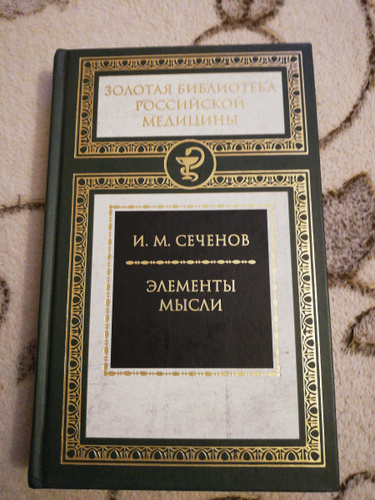 ЗОЛОТАЯ БИБЛИОТЕКА
РОССИЙСКОЙ
МЕДИЦИНЫ
И. М. СЕЧЕНОВ
ЭЛЕМЕНТЫ
МЫСЛИ